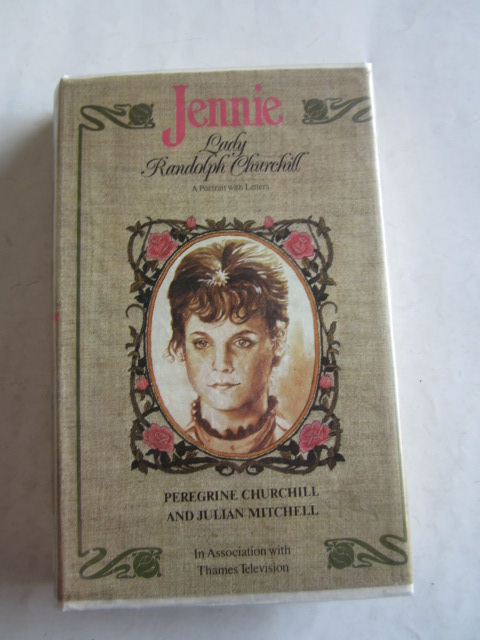 Jennie
Lady
Randolph Churchill
A Portrait with Letters
PEREGRINE CHURCHILL
AND JULIAN MITCHELL
In Association with
Thames Television